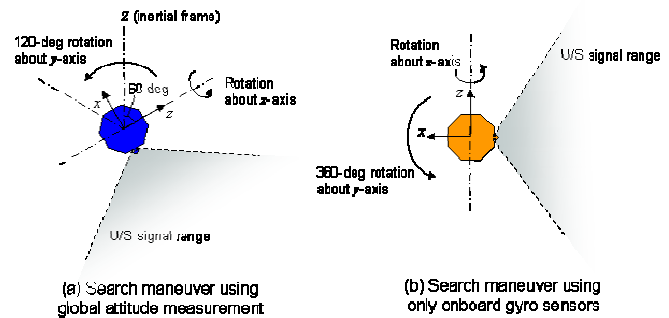 Z (inertial frame)
120-deg rotation
about y-axis
60 deg
Rotation
about x-axis
x
z
U/S signal range
(a) Search maneuver using
global attitude measurement
Rotation
about x-axis
U/S signal range
z
x
360-deg rotation
about y-axis
(b) Search maneuver using
only onboard gyro sensors